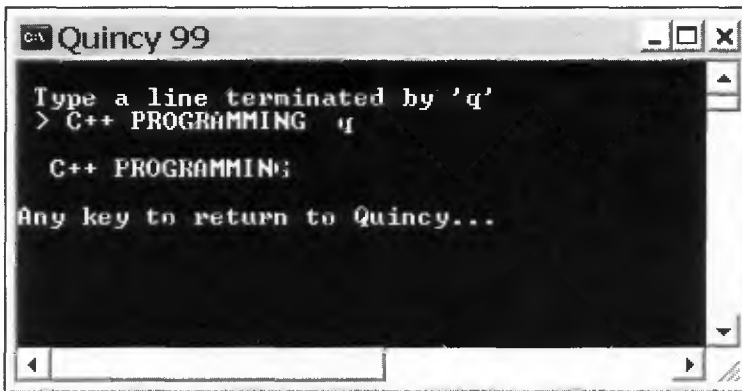 Quincy 99
Type a line terminated by 'q'
> C++ PROGRAMMING q
C++ PROGRAMMING
Any key to return to Quincy...